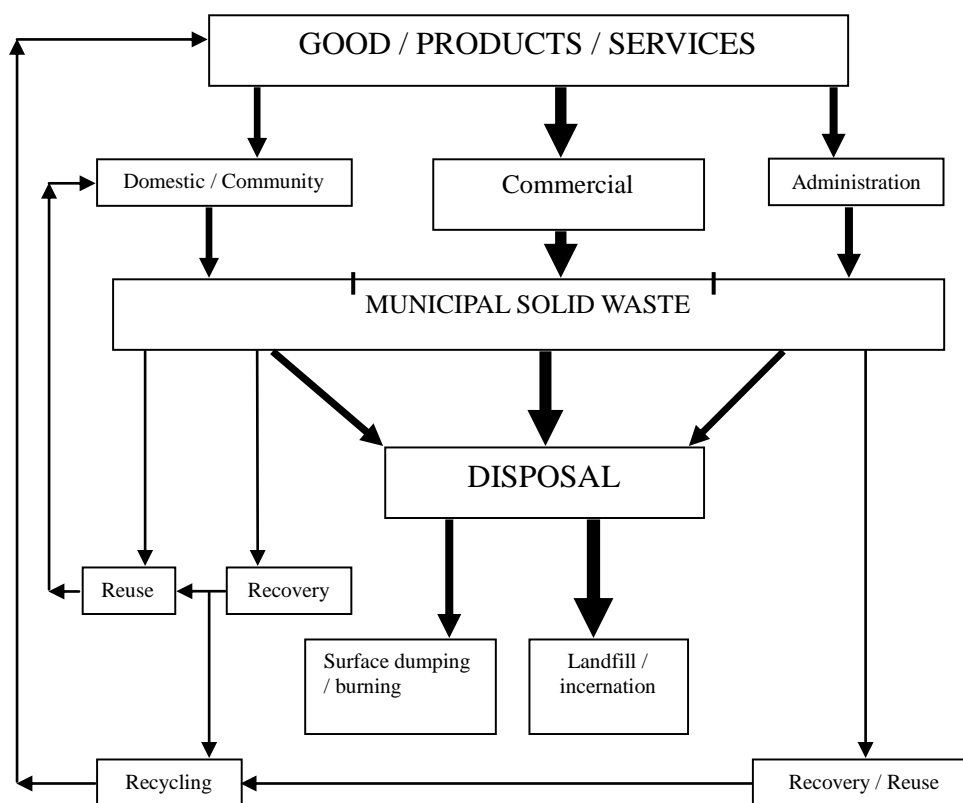 GOOD / PRODUCTS / SERVICES
Domestic / Community
Commercial
Administration
MUNICIPAL SOLID WASTE
DISPOSAL
Reuse
Recovery
Surface dumping
/ burning
Landfill /
incernation
Recycling
Recovery / Reuse